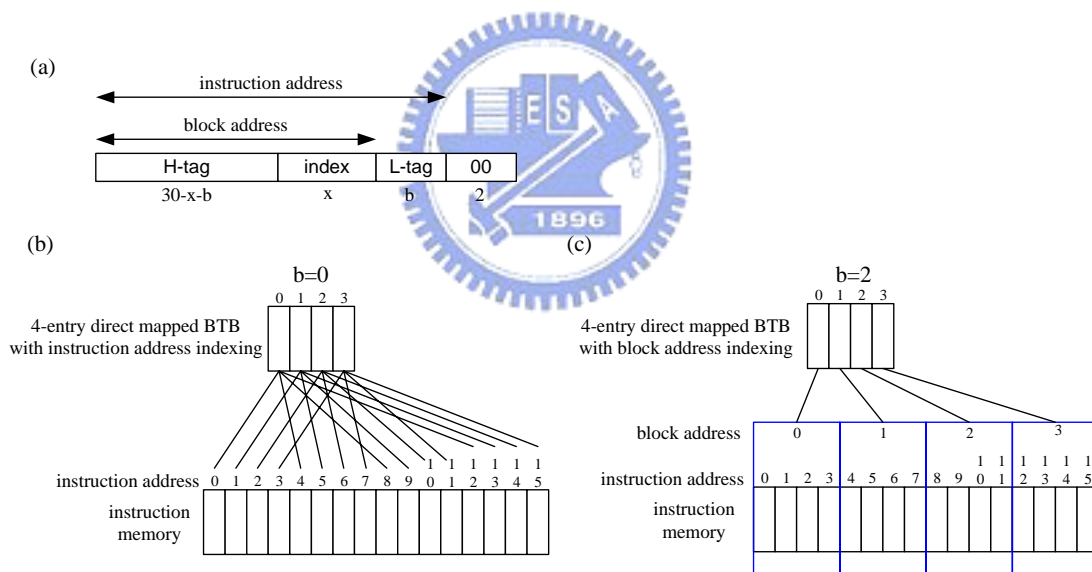 (a)
instruction address
block address
H-tag index L-tag 00
30-x-b x b 2
E S A
1896
(b)
b=0
0 1 2 3
4-entry direct mapped BTB
with instruction address indexing
instruction address 0 1 2 3 4 5 6 7 8 9 10 11 12 13 14 15
instruction
memory
(c)
b=2
0 1 2 3
4-entry direct mapped BTB
with block address indexing
block address 0 1 2 3
instruction address 0 1 2 3 4 5 6 7 8 9 10 11 12 13 14 15
instruction
memory